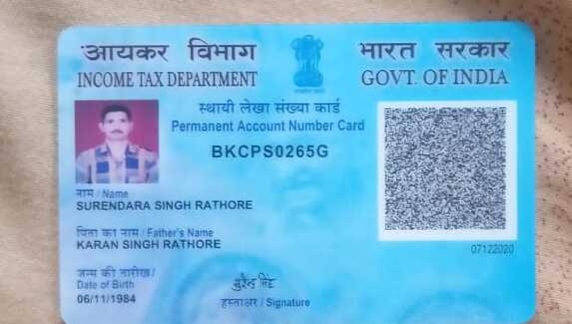 आयकर विभाग
INCOME TAX DEPARTMENT
भारत सरकार
GOVT. OF INDIA
स्थायी लेखा संख्या कार्ड
Permanent Account Number Card
BKCPS0265G
नाम / Name
SURENDARA SINGH RATHORE
पिता का नाम / Father's Name
KARAN SINGH RATHORE
07122020
जन्म की तारीख /
Date of Birth
06/11/1984
हस्ताक्षर / Signature